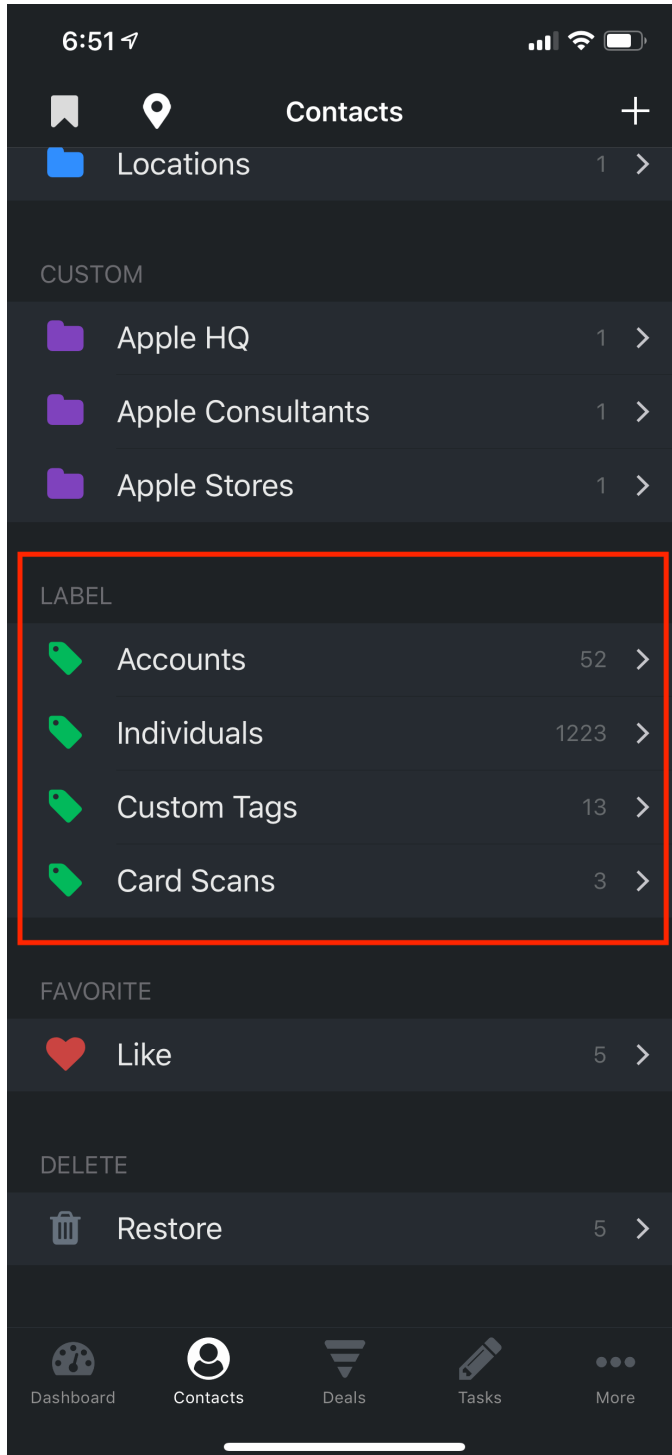 6:51
Contacts
Locations 1
CUSTOM
Apple HQ 1
Apple Consultants 1
Apple Stores 1
LABEL
Accounts 52
Individuals 1223
Custom Tags 13
Card Scans 3
FAVORITE
Like 5
DELETE
Restore 5
Dashboard Contacts Deals Tasks More